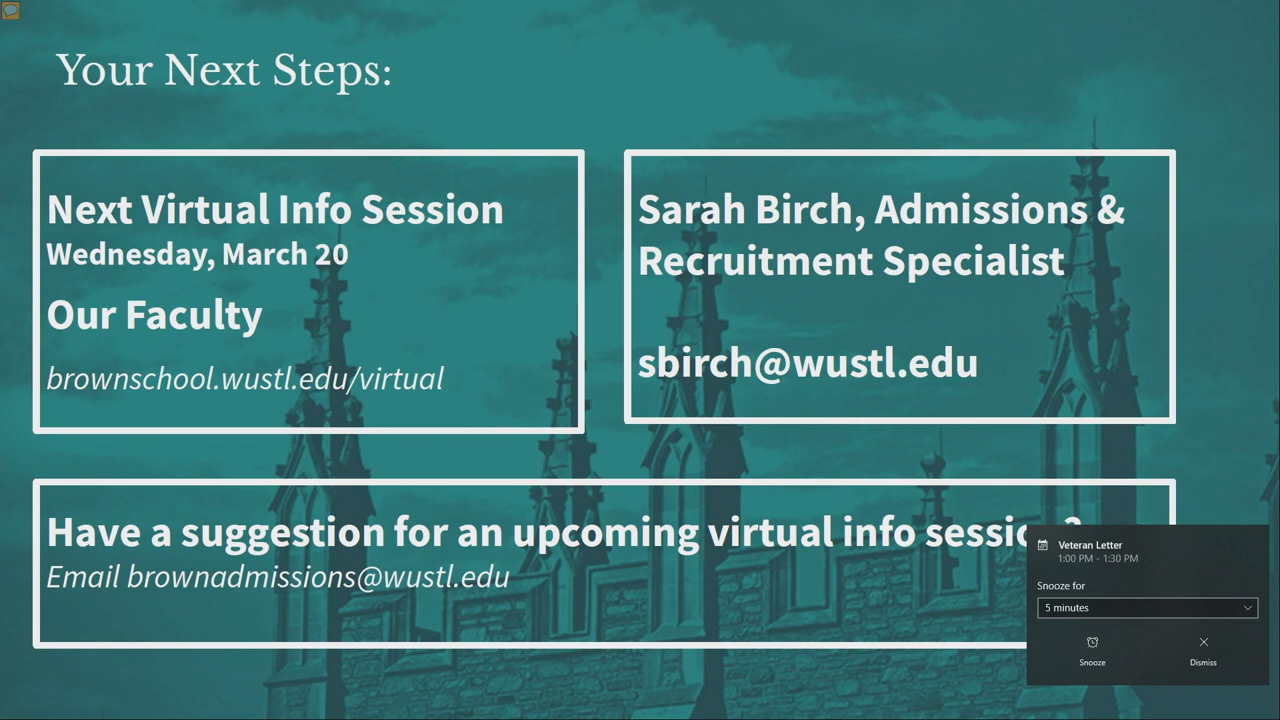 Your Next Steps:
Next Virtual Info Session
Wednesday, March 20
Our Faculty
brownschool.wustl.edu/virtual
Sarah Birch, Admissions &
Recruitment Specialist
sbirch@wustl.edu
Have a suggestion for an upcoming virtual info
Email brownadmissions@wustl.edu
Veteran Letter
1:00 PM - 1:30 PM
Snooze for
5 minutes
Snooze
Dismiss